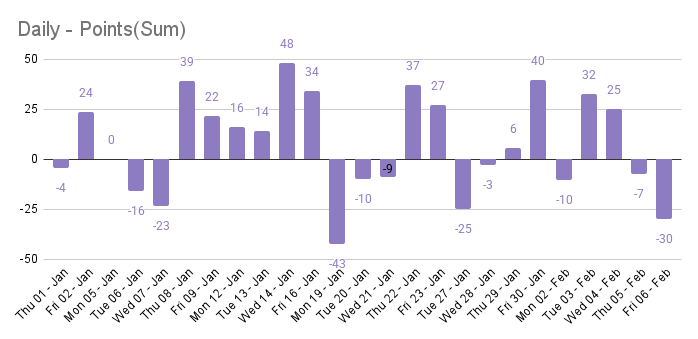 Daily - Points(Sum)
50
25
0
-25
-50
-4
24
0
-16
-23
39
22
16
14
48
34
-43
-10
-9
37
27
-25
-3
6
40
-10
32
25
-7
-30
Thu 01 - Jan
Fri 02 - Jan
Mon 05 - Jan
Tue 06 - Jan
Wed 07 - Jan
Thu 08 - Jan
Fri 09 - Jan
Mon 12 - Jan
Tue 13 - Jan
Wed 14 - Jan
Fri 16 - Jan
Mon 19 - Jan
Tue 20 - Jan
Wed 21 - Jan
Thu 22 - Jan
Fri 23 - Jan
Tue 27 - Jan
Wed 28 - Jan
Thu 29 - Jan
Fri 30 - Jan
Mon 02 - Feb
Tue 03 - Feb
Wed 04 - Feb
Thu 05 - Feb
Fri 06 - Feb